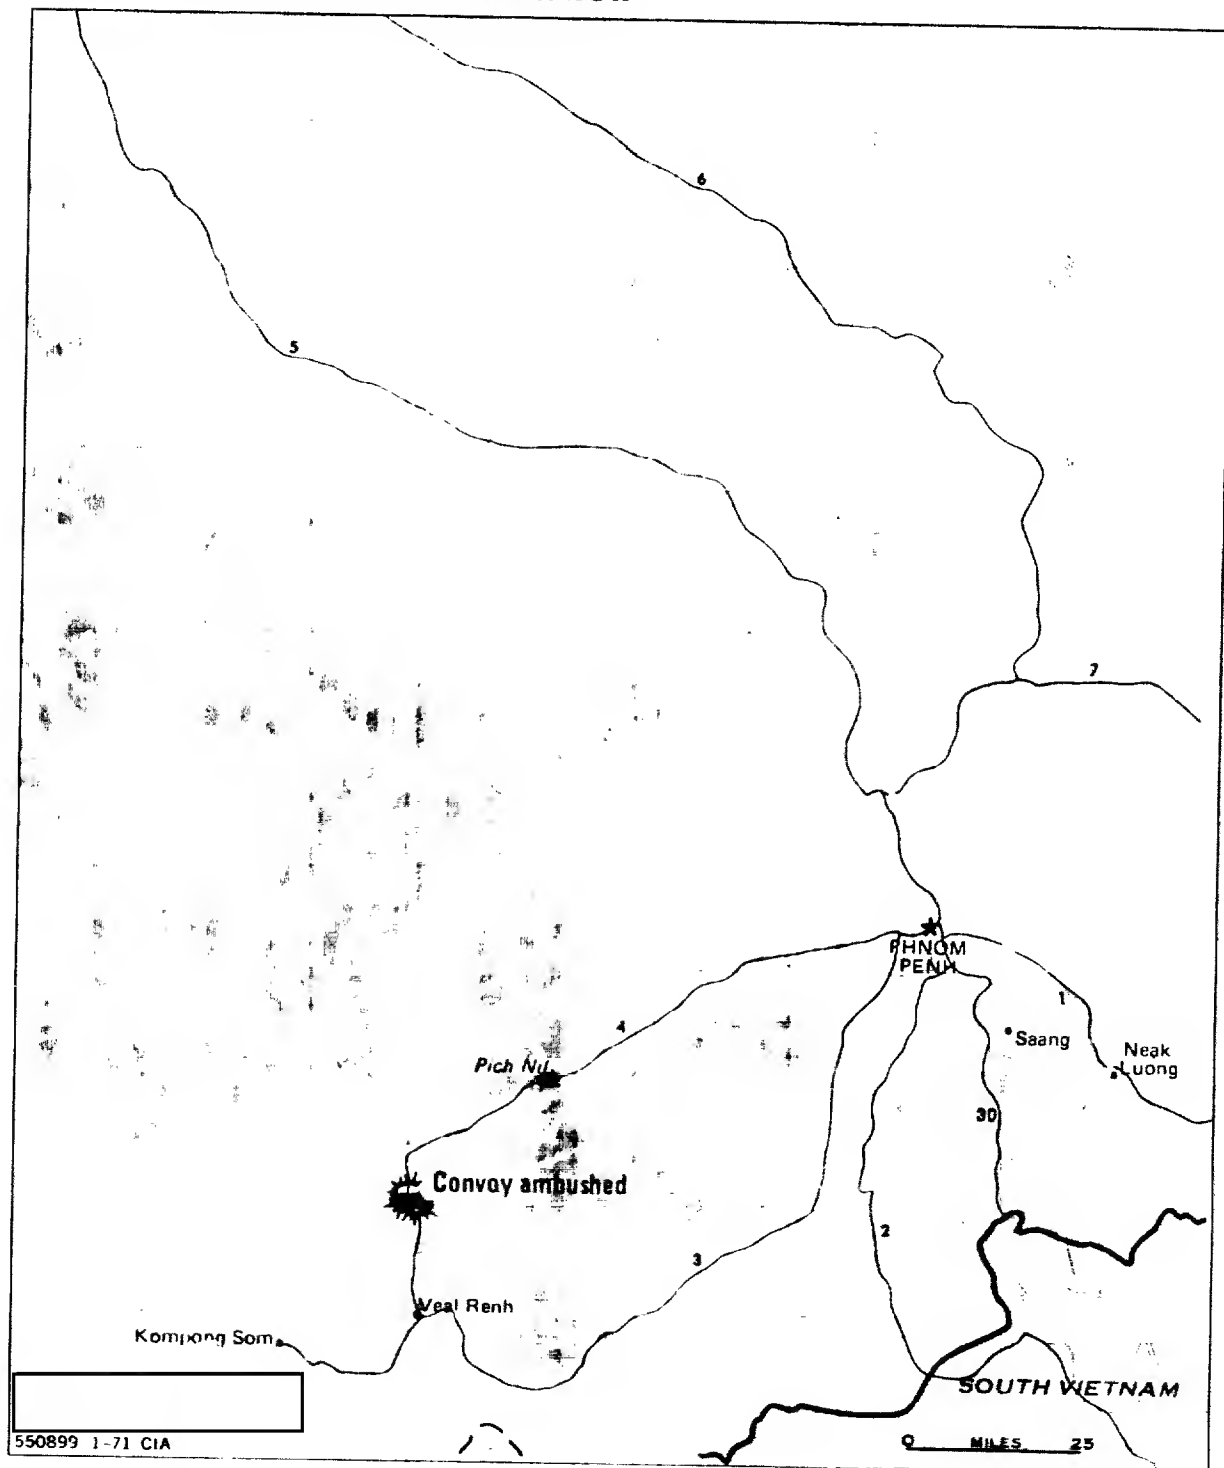 6
5
7
PHNOM
PENH
1
4
Saang
Neak
Luong
Pich Nil
30
Convoy ambushed
2
3
Veal Renh
Kompong Som
SOUTH VIETNAM
0 MILES 25
550899 1-71 CIA